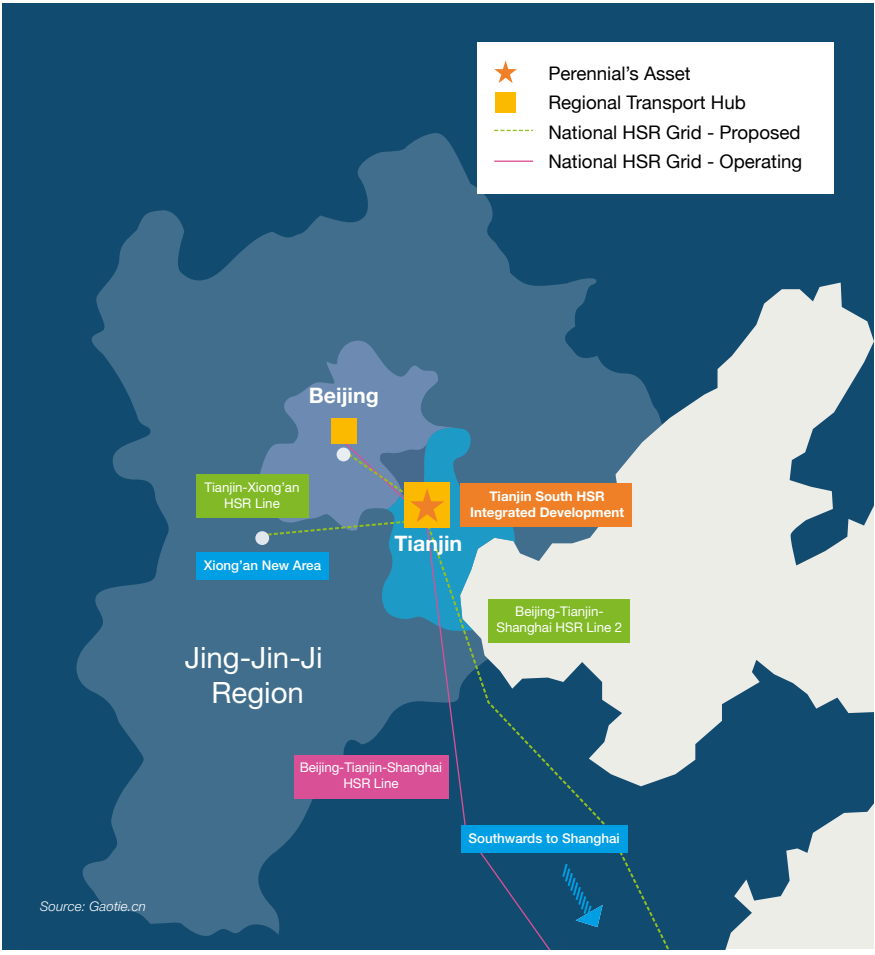 Perennial’s Asset
Regional Transport Hub
National HSR Grid - Proposed
National HSR Grid - Operating
Beijing
Tianjin-Xiong’an
HSR Line
Tianjin South HSR
Integrated Development
Tianjin
Xiong’an New Area
Beijing-Tianjin-
Shanghai HSR Line 2
Jing-Jin-Ji
Region
Beijing-Tianjin-Shanghai
HSR Line
Southwards to Shanghai
Source: Gaotie.cn